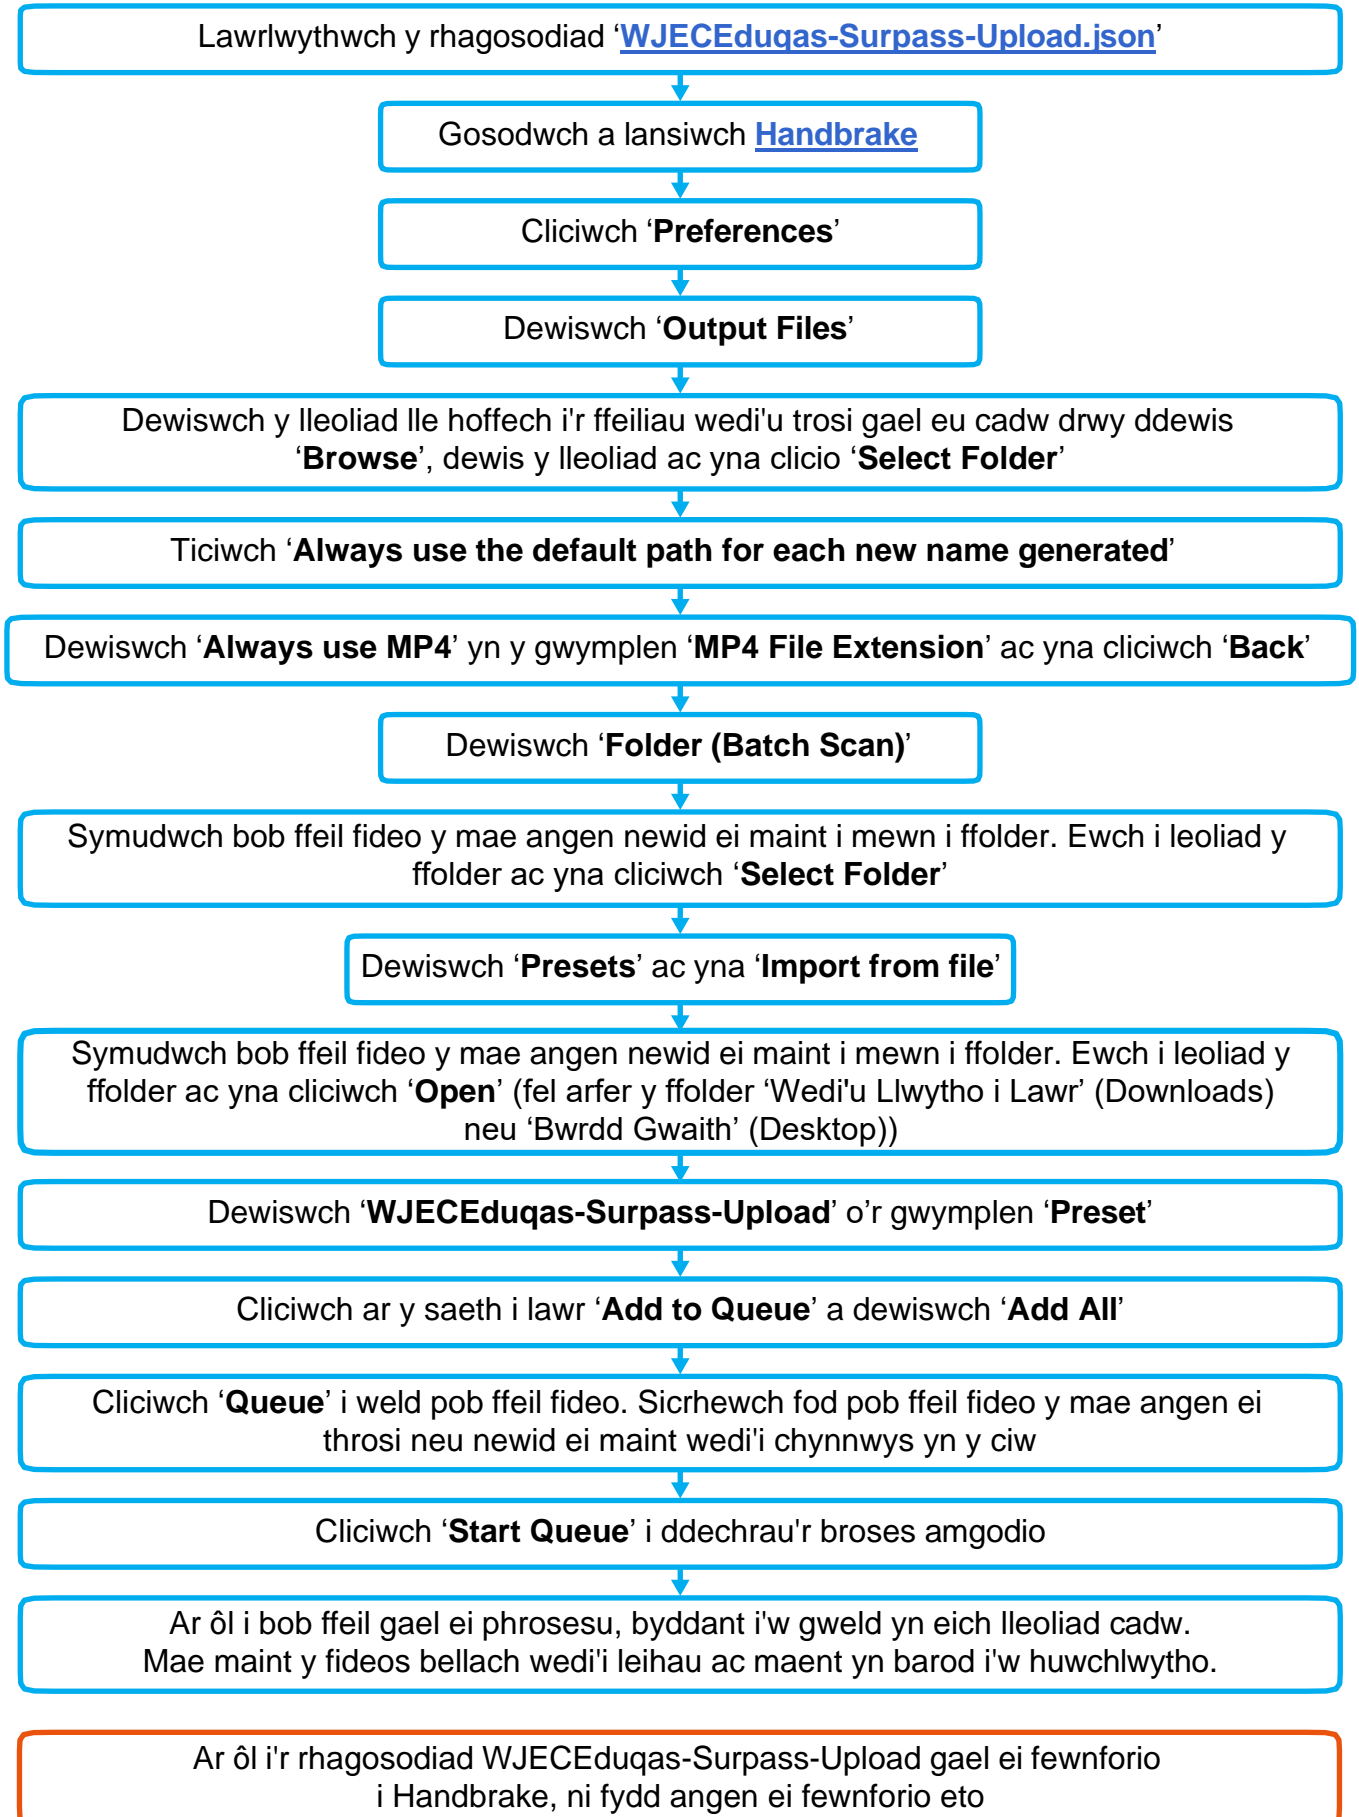 Lawrlwythwch y rhagosodiad ‘WJECEduqas-Surpass-Upload.json’
Gosodwch a lansiwch Handbrake
Cliciwch ‘Preferences’
Dewiswch ‘Output Files’
Dewiswch y lleoliad lle hoffech i'r ffeiliau wedi'u trosi gael eu cadw drwy ddewis
‘Browse’, dewis y lleoliad ac yna clicio ‘Select Folder’
Ticiwch ‘Always use the default path for each new name generated’
Dewiswch ‘Always use MP4’ yn y gwymplen ‘MP4 File Extension’ ac yna cliciwch ‘Back’
Dewiswch ‘Folder (Batch Scan)’
Symudwch bob ffeil fideo y mae angen newid ei maint i mewn i ffolder. Ewch i leoliad y
ffolder ac yna cliciwch ‘Select Folder’
Dewiswch ‘Presets’ ac yna ‘Import from file’
Symudwch bob ffeil fideo y mae angen newid ei maint i mewn i ffolder. Ewch i leoliad y
ffolder ac yna cliciwch ‘Open’ (fel arfer y ffolder ‘Wedi'u Llwytho i Lawr’ (Downloads)
neu ‘Bwrdd Gwaith’ (Desktop))
Dewiswch ‘WJECEduqas-Surpass-Upload’ o’r gwymplen ‘Preset’
Cliciwch ar y saeth i lawr ‘Add to Queue’ a dewiswch ‘Add All’
Cliciwch ‘Queue’ i weld pob ffeil fideo. Sicrhewch fod pob ffeil fideo y mae angen ei
throsi neu newid ei maint wedi'i chynnwys yn y ciw
Cliciwch ‘Start Queue’ i ddechrau'r broses amgodio
Ar ôl i bob ffeil gael ei phrosesu, byddant i'w gweld yn eich lleoliad cadw.
Mae maint y fideos bellach wedi'i leihau ac maent yn barod i'w huwchlwytho.
Ar ôl i'r rhagosodiad WJECEduqas-Surpass-Upload gael ei fewnforio
i Handbrake, ni fydd angen ei fewnforio eto